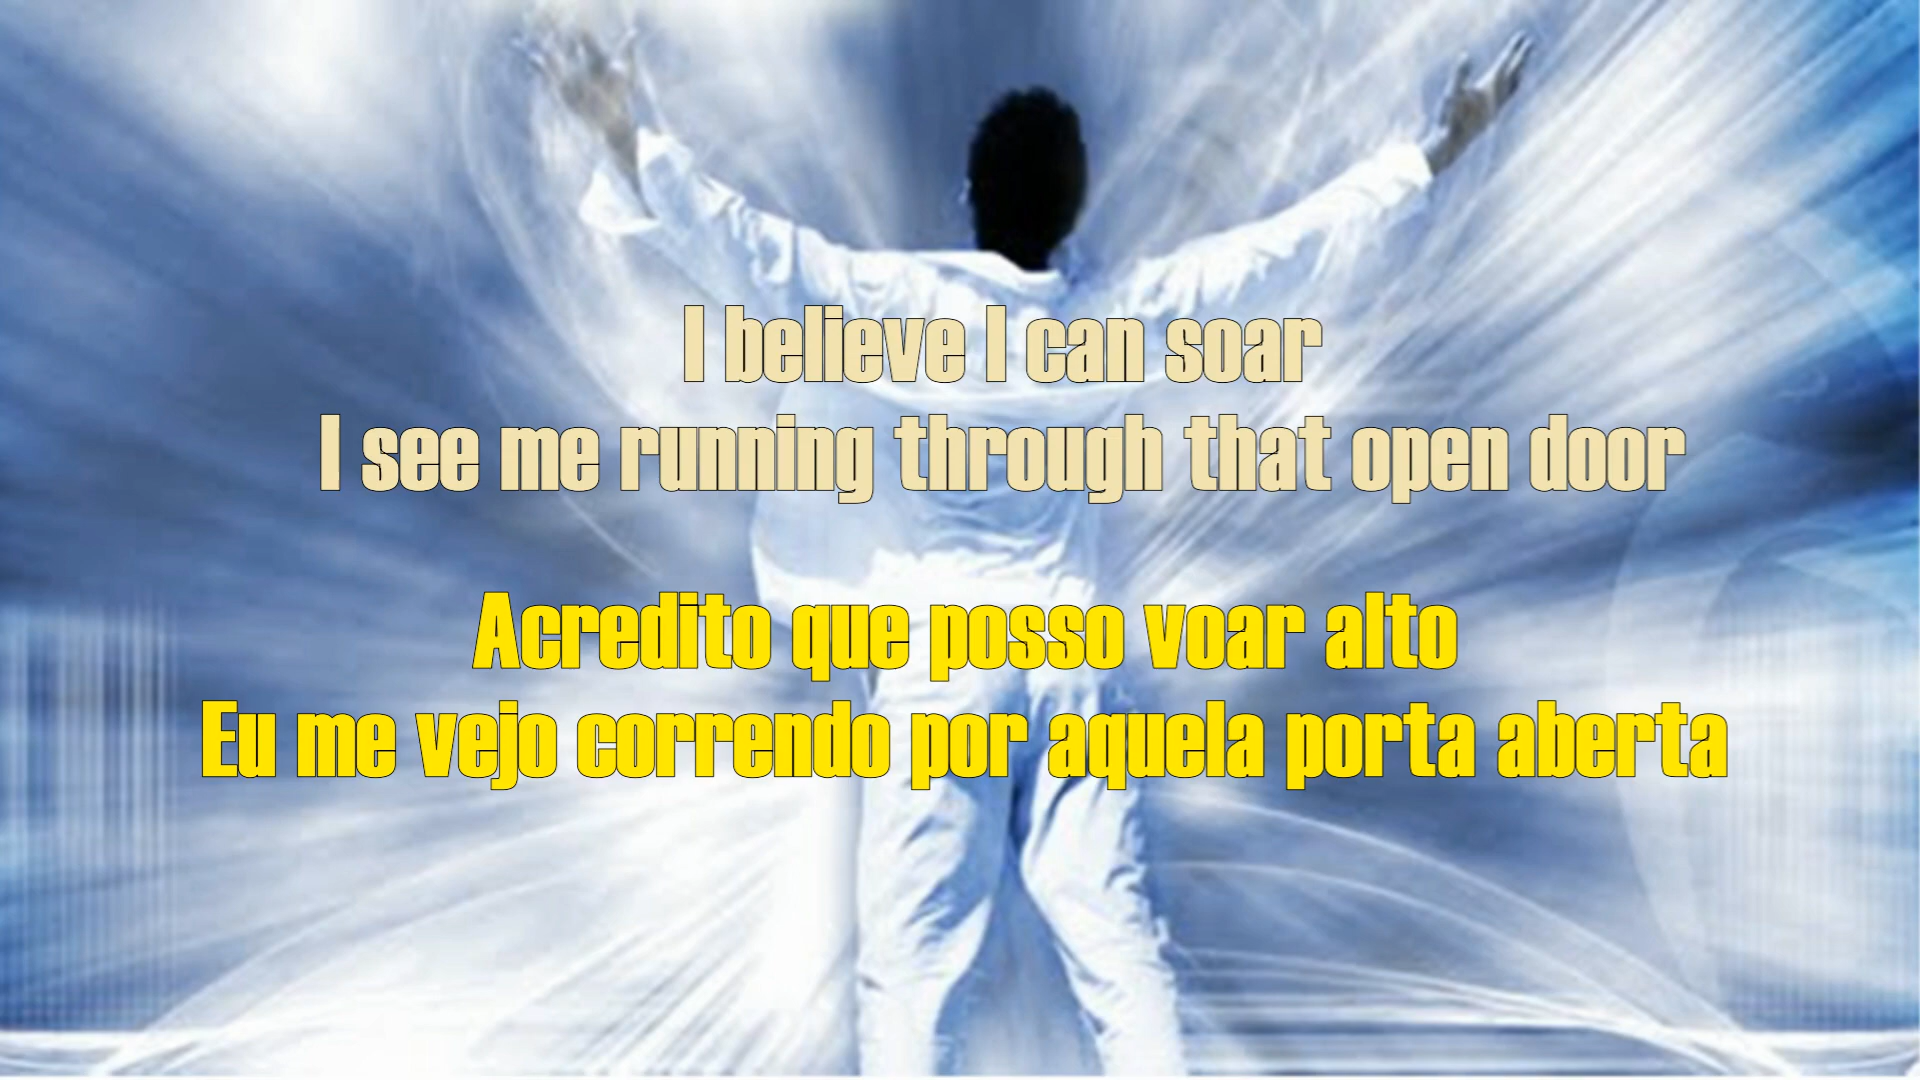 I believe I can soar
I see me running through that open door
Acredito que posso voar alto
Eu me vejo correndo por aquela porta aberta